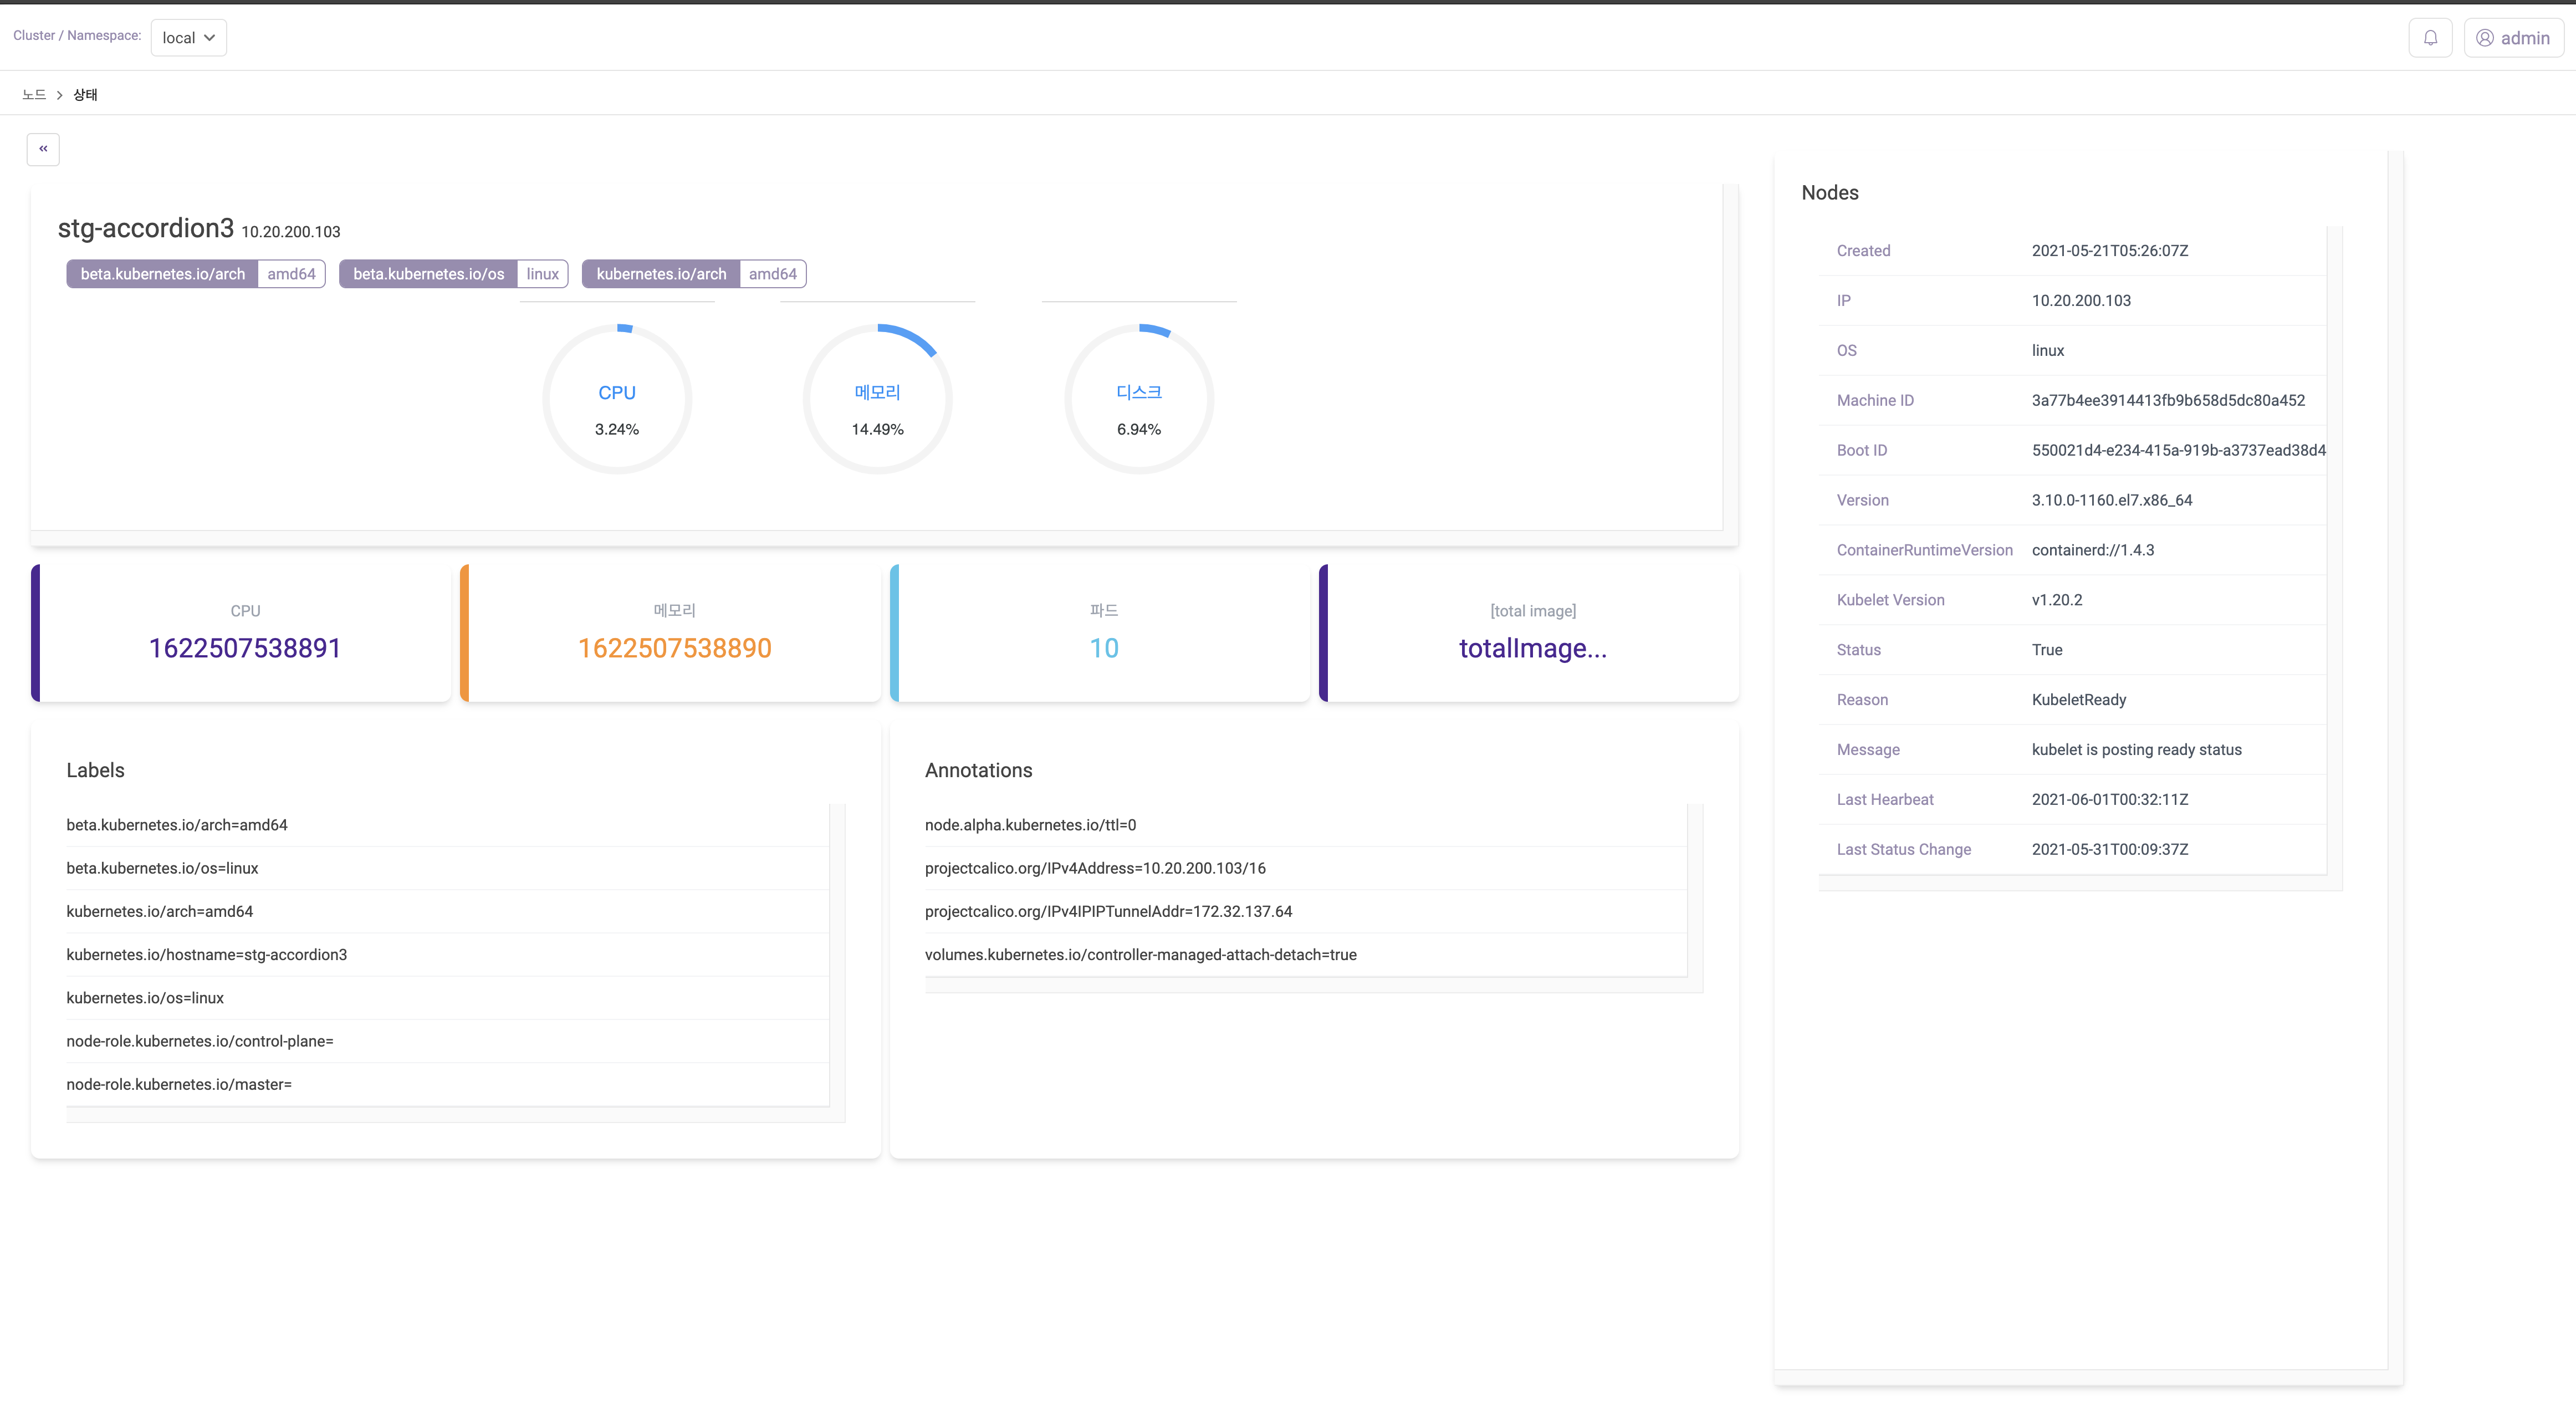 Cluster / Namespace: local admin
노드 > 상태
«
stg-accordion3 10.20.200.103
beta.kubernetes.io/arch amd64 beta.kubernetes.io/os linux kubernetes.io/arch amd64
CPU
3.24%
메모리
14.49%
디스크
6.94%
CPU
1622507538891
메모리
1622507538890
파드
10
[total image]
totalImage...
Labels
beta.kubernetes.io/arch=amd64
beta.kubernetes.io/os=linux
kubernetes.io/arch=amd64
kubernetes.io/hostname=stg-accordion3
kubernetes.io/os=linux
node-role.kubernetes.io/control-plane=
node-role.kubernetes.io/master=
Annotations
node.alpha.kubernetes.io/ttl=0
projectcalico.org/IPv4Address=10.20.200.103/16
projectcalico.org/IPv4IPIPTunnelAddr=172.32.137.64
volumes.kubernetes.io/controller-managed-attach-detach=true
Nodes
Created 2021-05-21T05:26:07Z
IP 10.20.200.103
OS linux
Machine ID 3a77b4ee3914413fb9b658d5dc80a452
Boot ID 550021d4-e234-415a-919b-a3737ead38d4
Version 3.10.0-1160.el7.x86_64
ContainerRuntimeVersion containerd://1.4.3
Kubelet Version v1.20.2
Status True
Reason KubeletReady
Message kubelet is posting ready status
Last Hearbeat 2021-06-01T00:32:11Z
Last Status Change 2021-05-31T00:09:37Z